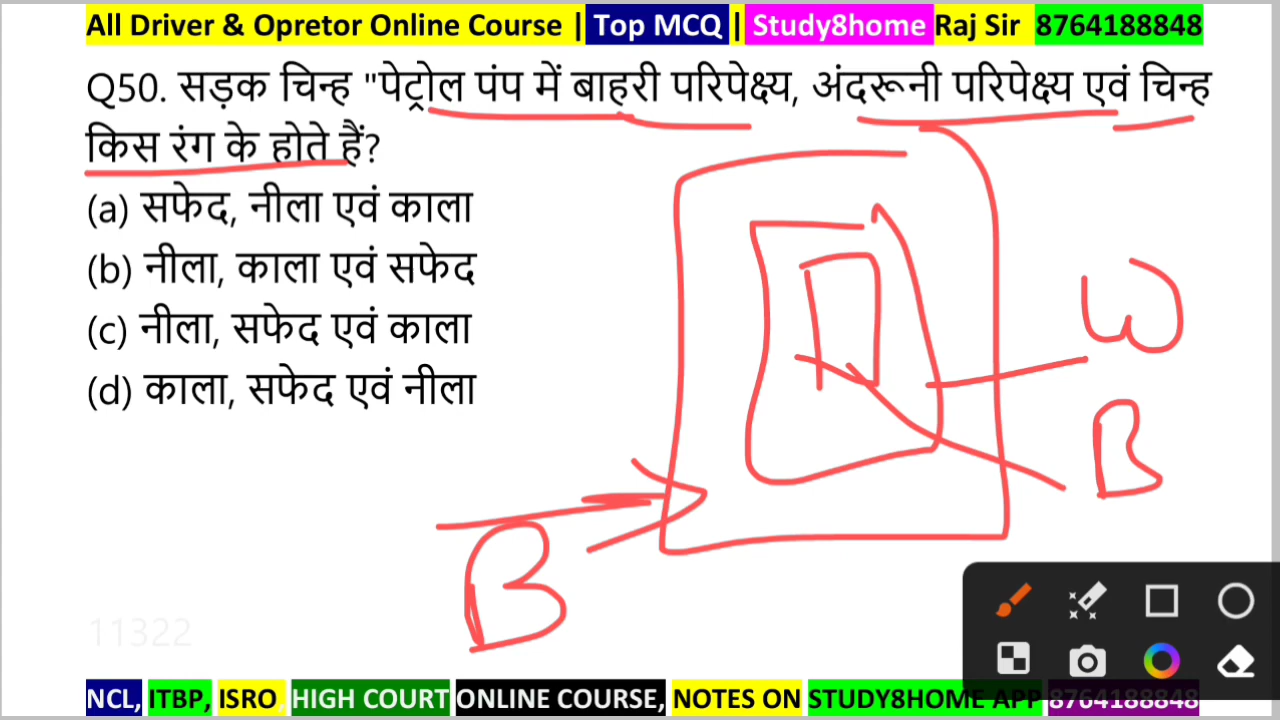 All Driver & Opretor Online Course | Top MCQ | Study8home Raj Sir 8764188848
Q50. सड़क चिन्ह "पेट्रोल पंप में बाहरी परिपेक्ष्य, अंदरूनी परिपेक्ष्य एवं चिन्ह
किस रंग के होते हैं?
(a) सफेद, नीला एवं काला
(b) नीला, काला एवं सफेद
(c) नीला, सफेद एवं काला
(d) काला, सफेद एवं नीला
W
B
B
11322
NCL, ITBP, ISRO, HIGH COURT ONLINE COURSE, NOTES ON STUDY8HOME APP 8764188848